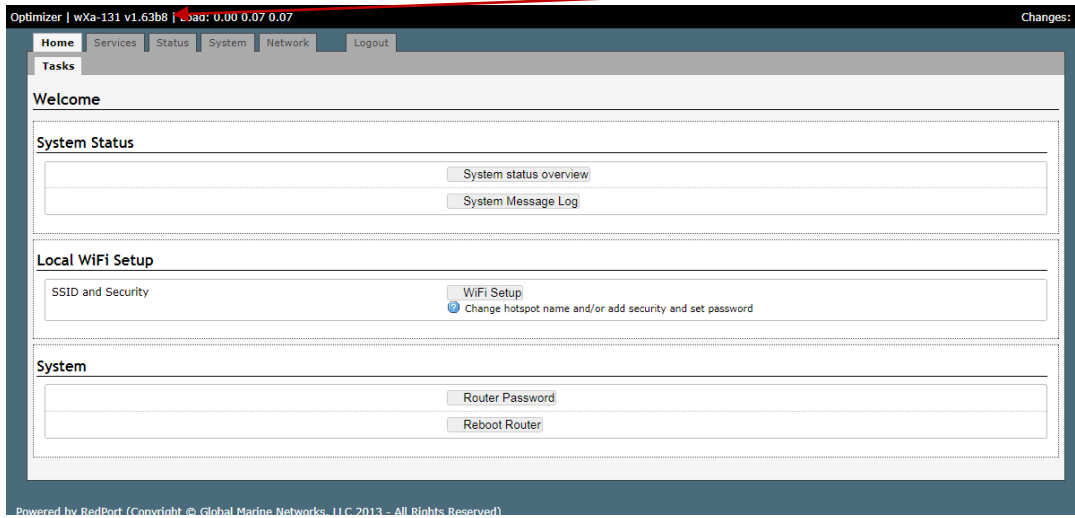 Optimizer | wXa-131 v1.63b8 | Load: 0.00 0.07 0.07 Changes:
Home Services Status System Network Logout
Tasks
Welcome
System Status
System status overview
System Message Log
Local WiFi Setup
SSID and Security WiFi Setup
Change hotspot name and/or add security and set password
System
Router Password
Reboot Router
Powered by RedPort (Copyright © Global Marine Networks, LLC 2013 - All Rights Reserved)